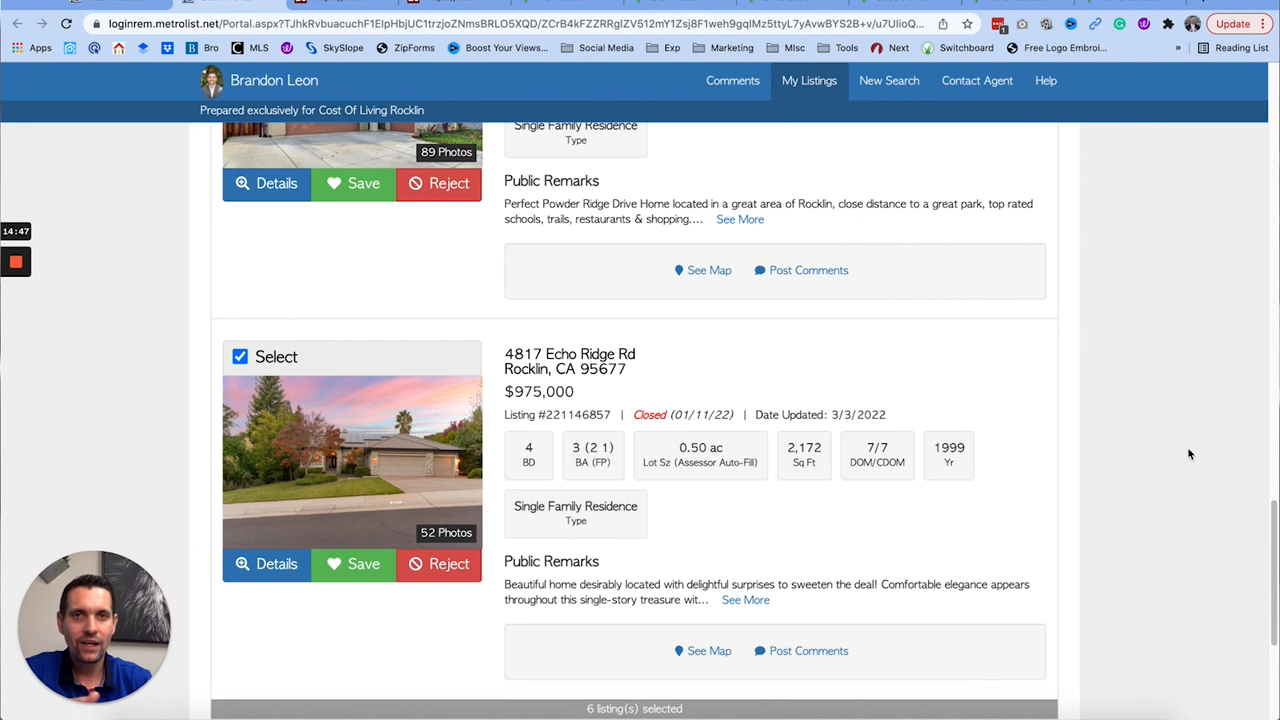 loginrem.metrolist.net/Portal.aspx?TJhkRvbuacuchF1ElpHbjUC1trzjoZNmsBRLO5XQD/ZCrB4kFZZRRglZV512mY1Zsj8F1weh9gqlMz5ttyL7yAvwBYS2B+v/u7UlioQ...
Update
Apps
Bro
MLS
SkySlope
ZipForms
Boost Your Views...
Social Media
Exp
Marketing
MIsc
Tools
Next
Switchboard
Free Logo Embroi...
»
Reading List
Brandon Leon
Comments
My Listings
New Search
Contact Agent
Help
Prepared exclusively for Cost Of Living Rocklin
89 Photos
Single Family Residence
Type
Details
Save
Reject
Public Remarks
Perfect Powder Ridge Drive Home located in a great area of Rocklin, close distance to a great park, top rated
schools, trails, restaurants & shopping.... See More
See Map
Post Comments
14:47
Select
4817 Echo Ridge Rd
Rocklin, CA 95677
$975,000
Listing #221146857 | Closed (01/11/22) | Date Updated: 3/3/2022
4
BD
3 (2 1)
BA (FP)
0.50 ac
Lot Sz (Assessor Auto-Fill)
2,172
Sq Ft
7/7
DOM/CDOM
1999
Yr
Single Family Residence
Type
52 Photos
Details
Save
Reject
Public Remarks
Beautiful home desirably located with delightful surprises to sweeten the deal! Comfortable elegance appears
throughout this single-story treasure wit... See More
See Map
Post Comments
6 listing(s) selected